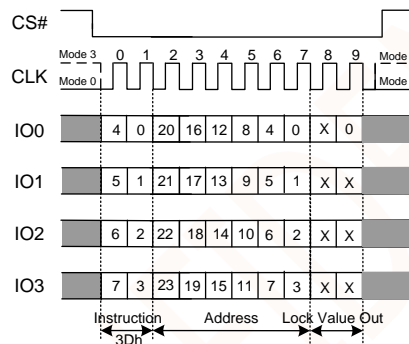 CS#
Mode 3 0 1 2 3 4 5 6 7 8 9 Mode
CLK
Mode 0 Mode
IO0 4 0 20 16 12 8 4 0 X 0
IO1 5 1 21 17 13 9 5 1 X X
IO2 6 2 22 18 14 10 6 2 X X
IO3 7 3 23 19 15 11 7 3 X X
Instruction Address Lock Value Out
3Dh